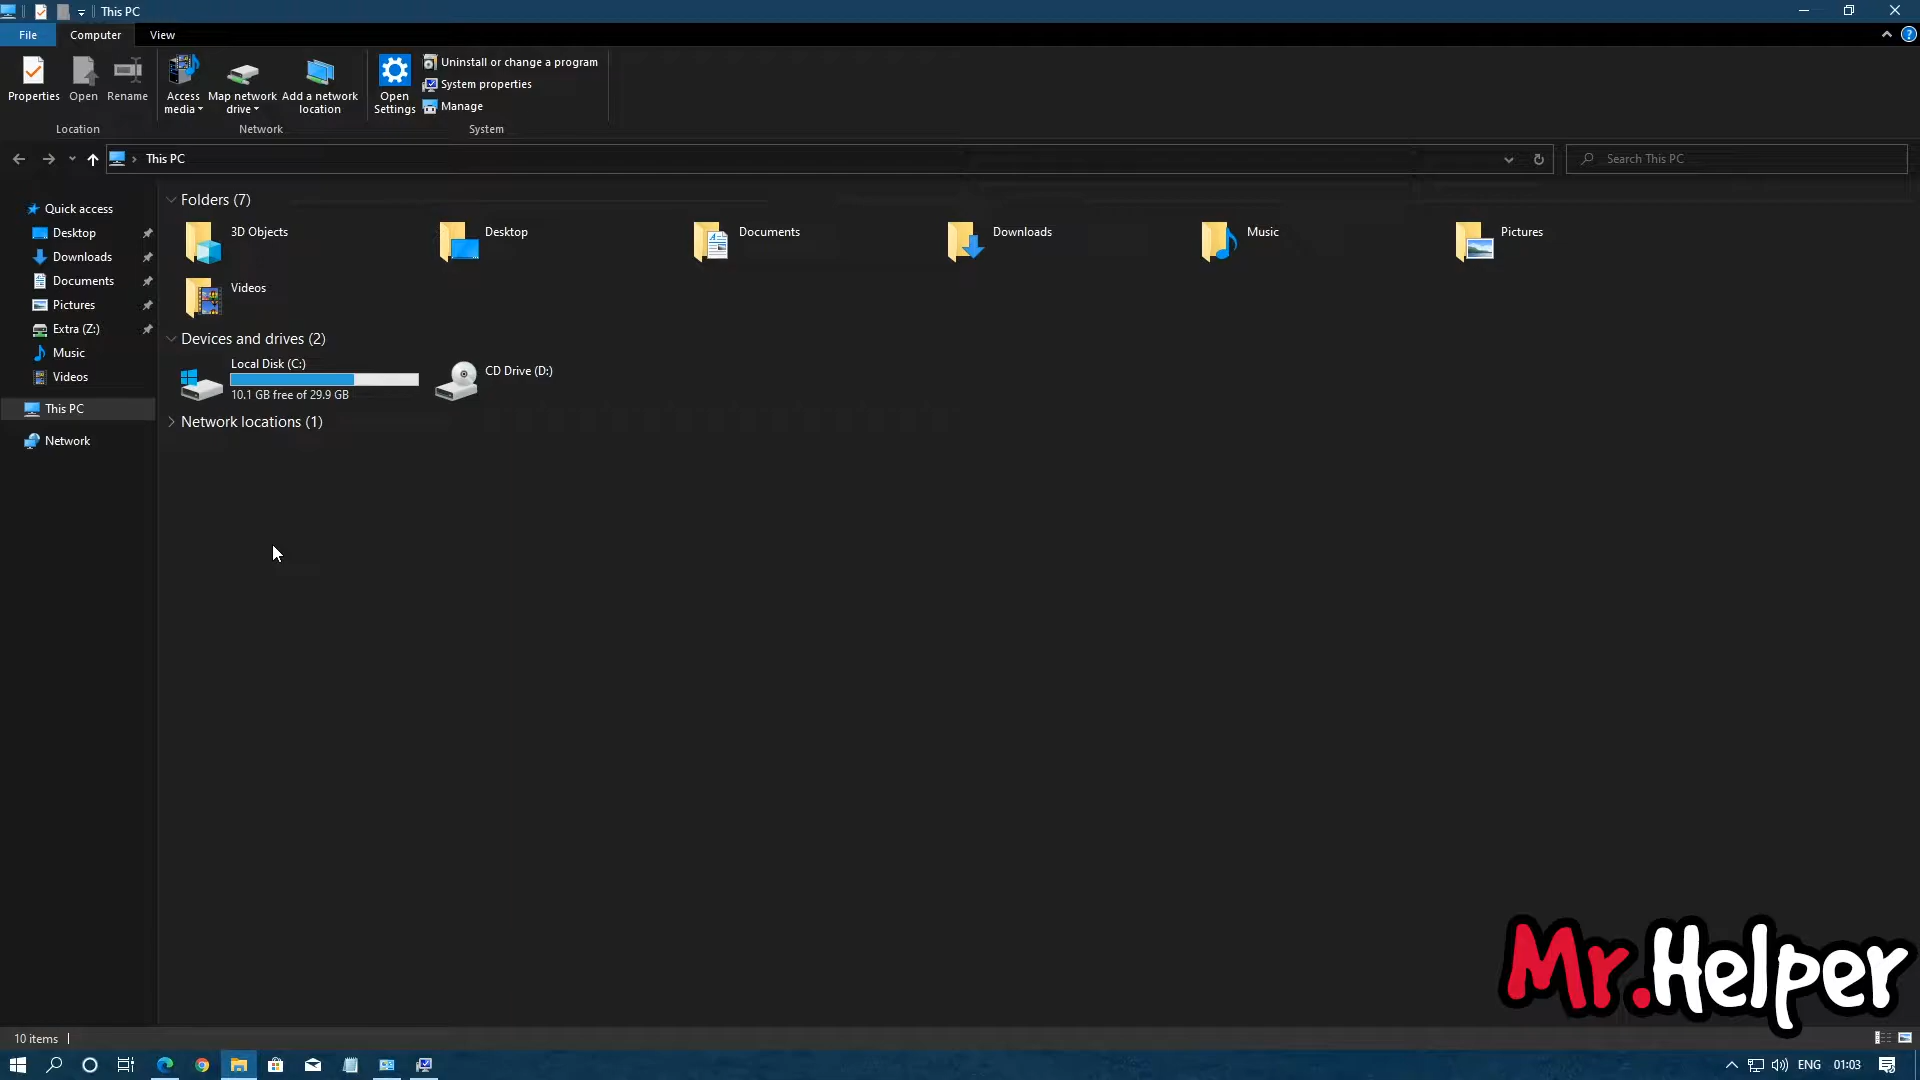 This PC
File Computer View
Properties Open Rename Access media Map network drive Add a network location Open Settings Uninstall or change a program
System properties
Manage
Location Network System
This PC Search This PC
Quick access
Desktop
Downloads
Documents
Pictures
Extra (Z:)
Music
Videos
This PC
Network
Folders (7)
3D Objects Desktop Documents Downloads Music Pictures
Videos
Devices and drives (2)
Local Disk (C:) CD Drive (D:)
10.1 GB free of 29.9 GB
Network locations (1)
Mr.Helper
10 items
ENG 01:03